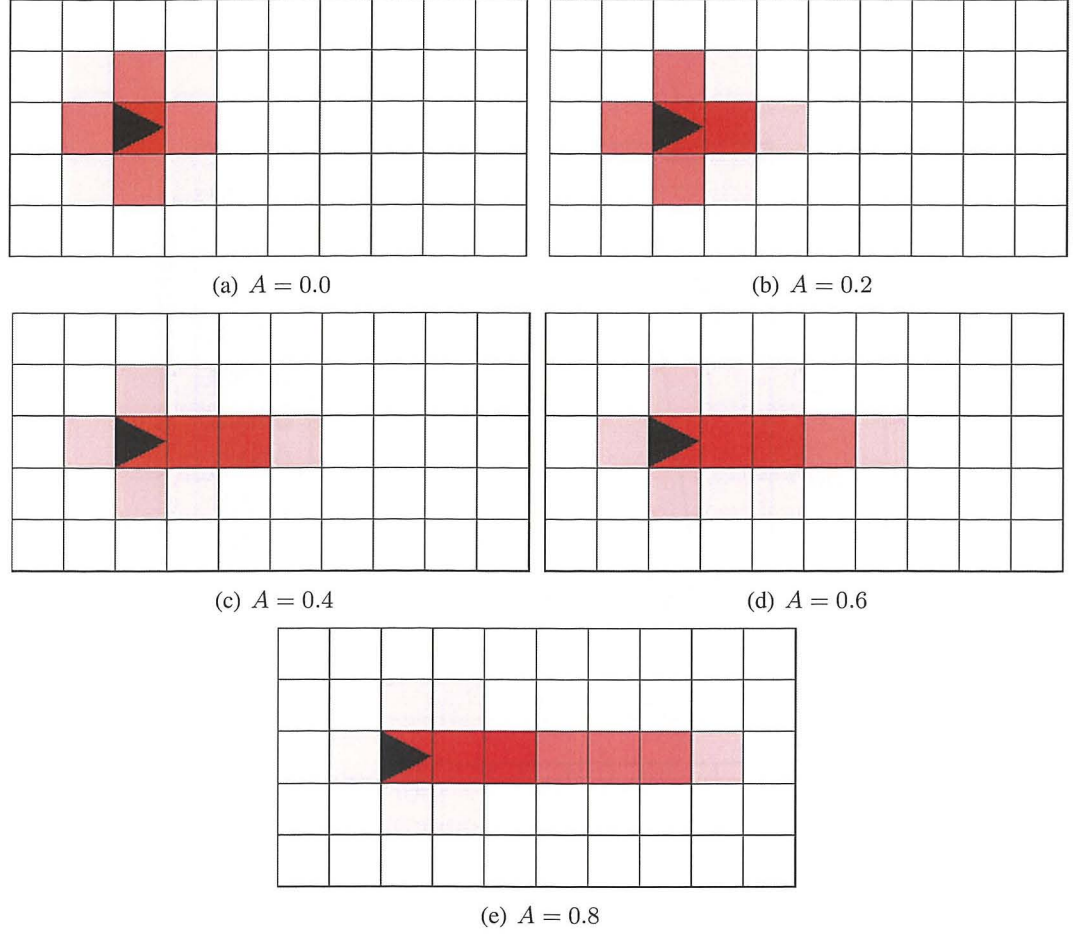 (a) A = 0.0
(b) A = 0.2
(c) A = 0.4
(d) A = 0.6
(e) A = 0.8